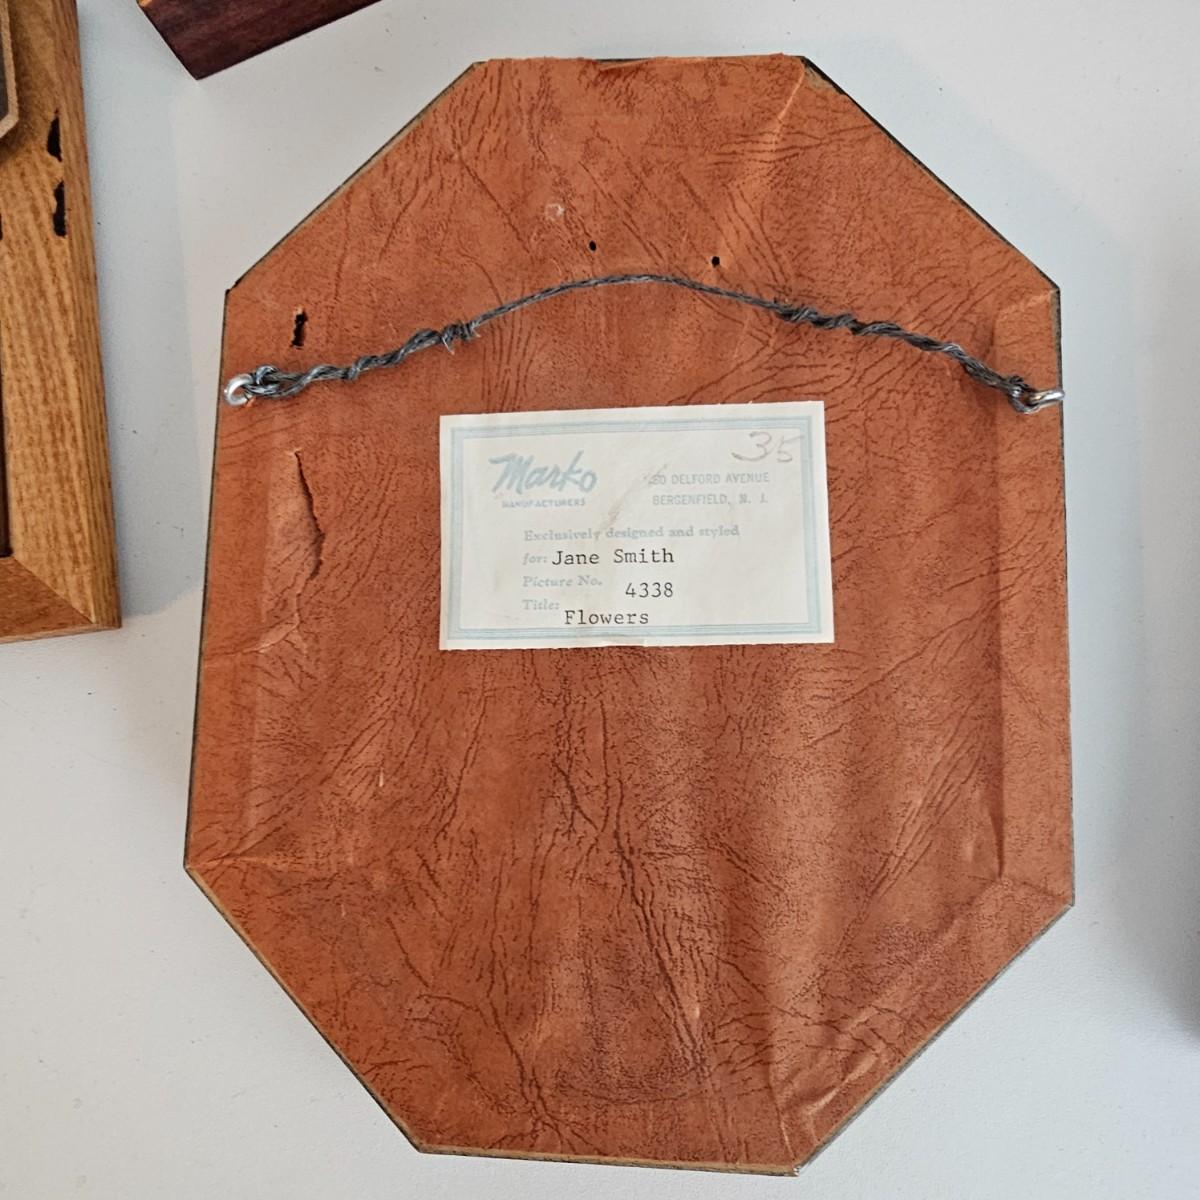 35
Marko
MANUFACTURERS
DELFORD AVENUE
BERGENFIELD, N. J.
Exclusively designed and styled
for: Jane Smith
Picture No. 4338
Title: Flowers